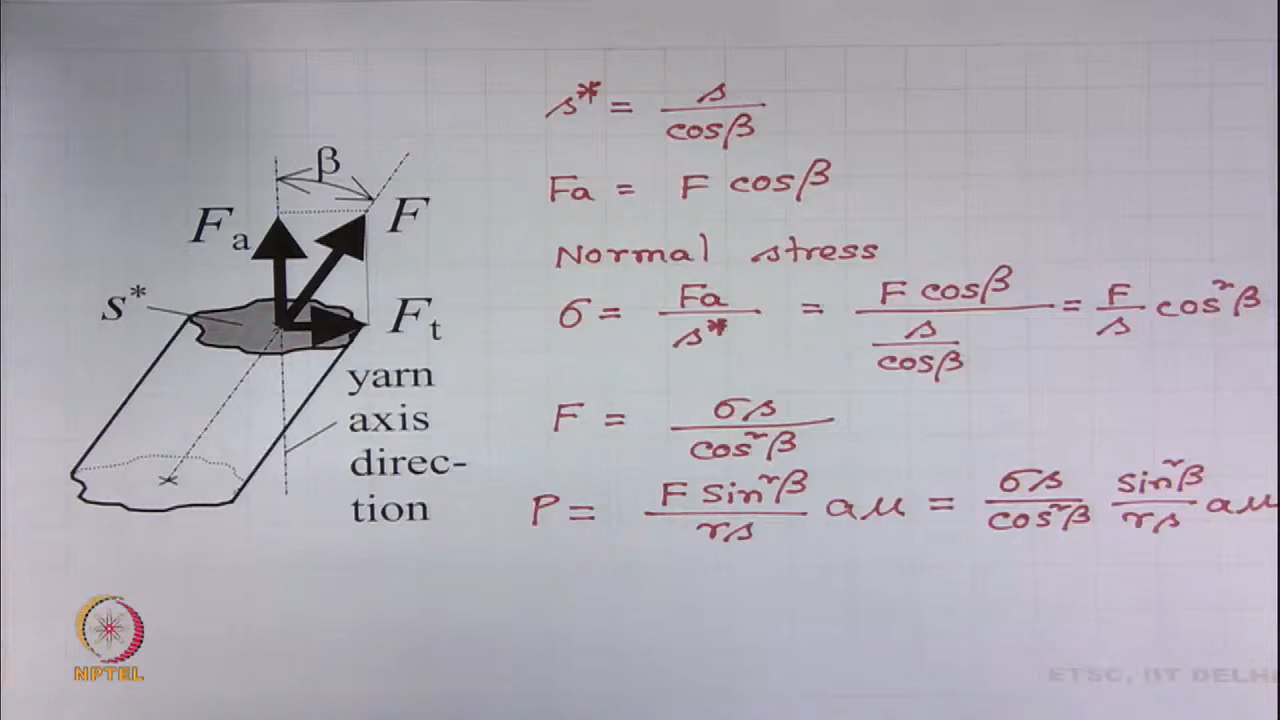 s* = s / cosβ
Fa = F cosβ
Normal stress
σ = Fa / s* = F cosβ / (s / cosβ) = F / s cos²β
F = σs / cos²β
P = F sin²β / rs aμ = σs / cos²β sin²β / rs aμ
β
Fa
F
s*
Ft
yarn
axis
direc-
tion
NPTEL
ETSC, IIT DELHI